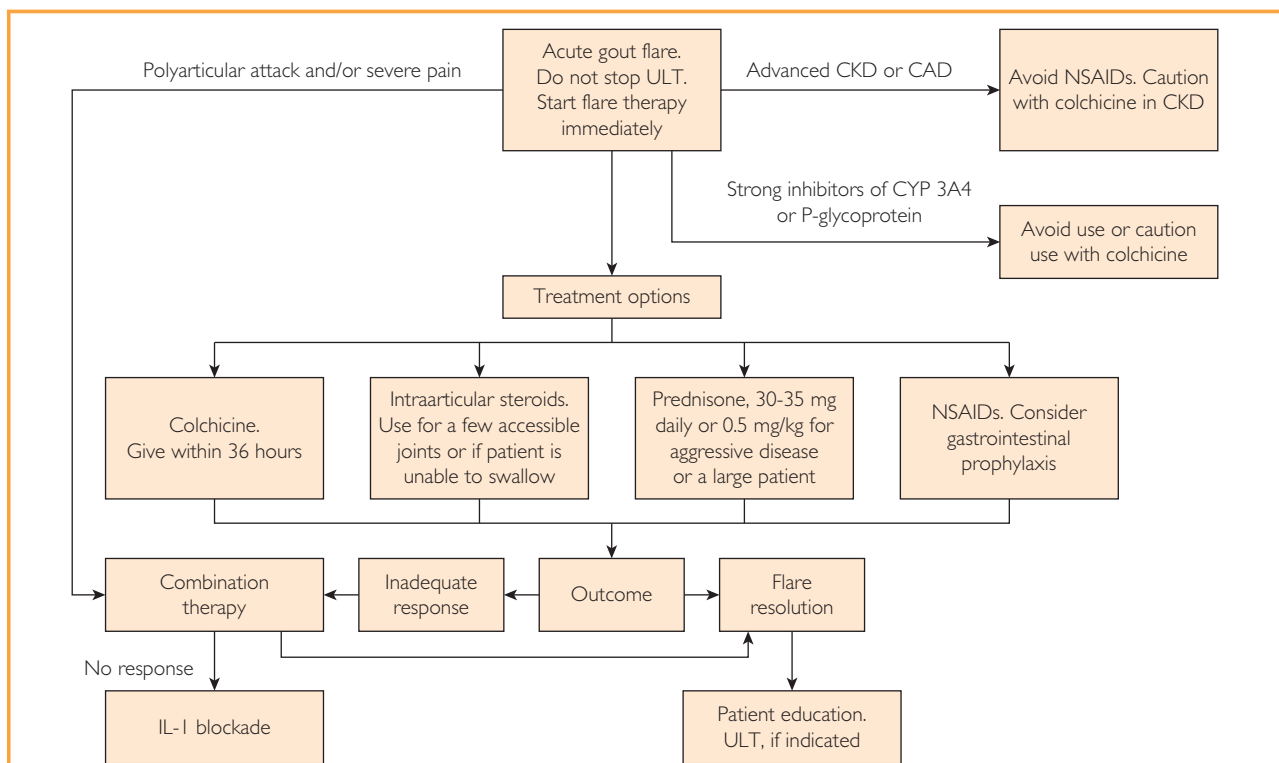 Acute gout flare.
Do not stop ULT.
Start flare therapy
immediately
Polyarticular attack and/or severe pain
Advanced CKD or CAD
Avoid NSAIDs. Caution
with colchicine in CKD
Strong inhibitors of CYP 3A4
or P-glycoprotein
Avoid use or caution
use with colchicine
Treatment options
Colchicine.
Give within 36 hours
Intraarticular steroids.
Use for a few accessible
joints or if patient is
unable to swallow
Prednisone, 30-35 mg
daily or 0.5 mg/kg for
aggressive disease
or a large patient
NSAIDs. Consider
gastrointestinal
prophylaxis
Combination
therapy
Inadequate
response
Outcome
Flare
resolution
No response
IL-1 blockade
Patient education.
ULT, if indicated